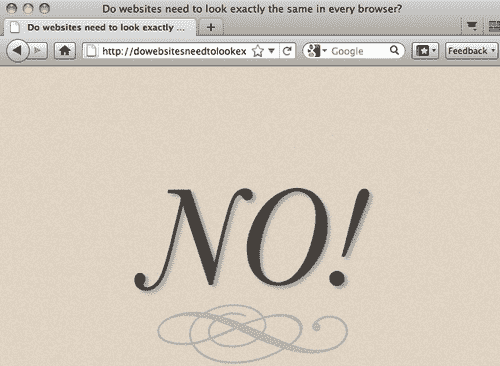 Do websites need to look exactly the same in every browser?
Do websites need to look exactly ...
http://dowebsitesneedtolookex
Google
Feedback
NO!